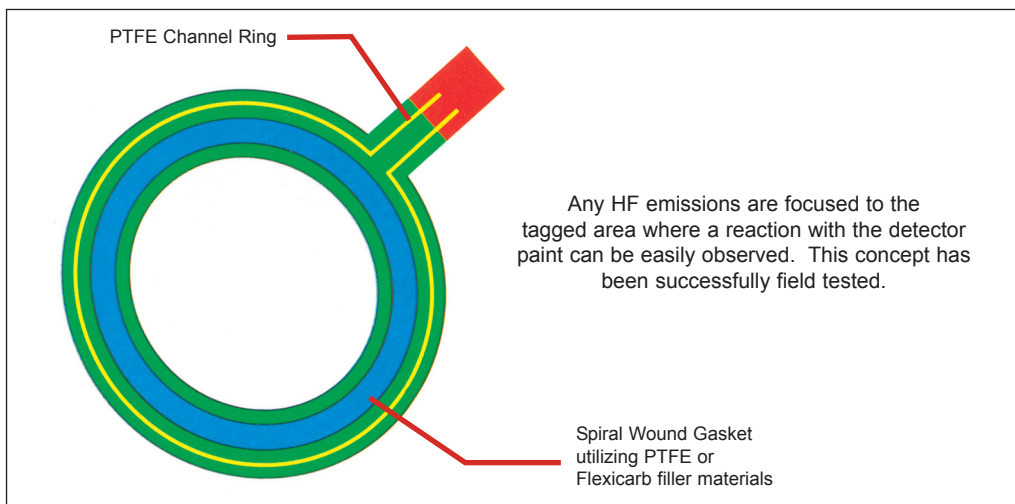 PTFE Channel Ring
Any HF emissions are focused to the
tagged area where a reaction with the detector
paint can be easily observed. This concept has
been successfully field tested.
Spiral Wound Gasket
utilizing PTFE or
Flexicarb filler materials